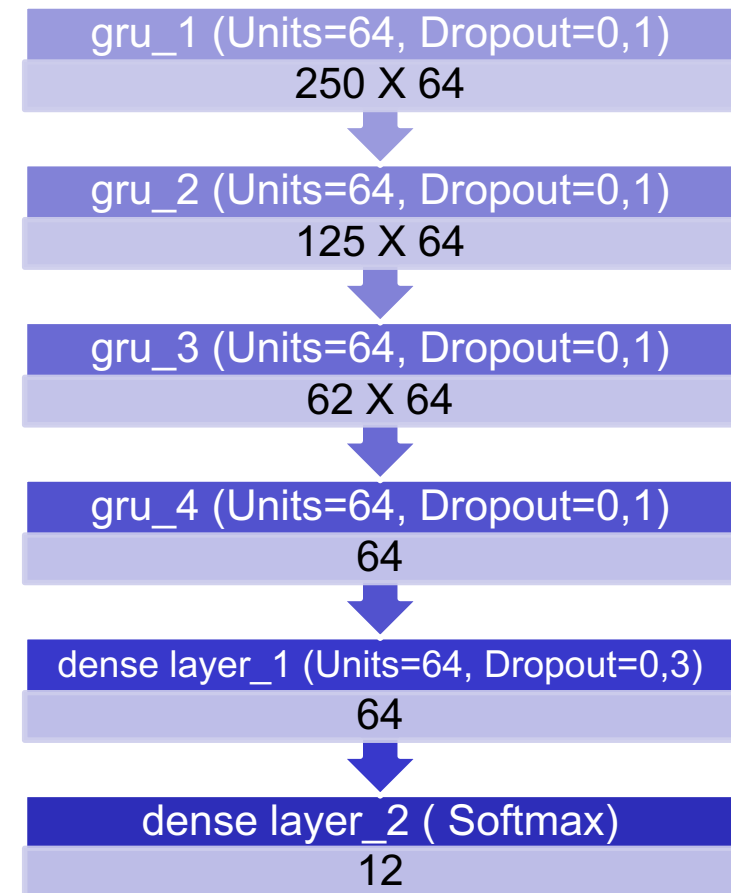 gru_1 (Units=64, Dropout=0,1)
250 X 64
gru_2 (Units=64, Dropout=0,1)
125 X 64
gru_3 (Units=64, Dropout=0,1)
62 X 64
gru_4 (Units=64, Dropout=0,1)
64
dense layer_1 (Units=64, Dropout=0,3)
64
dense layer_2 ( Softmax)
12